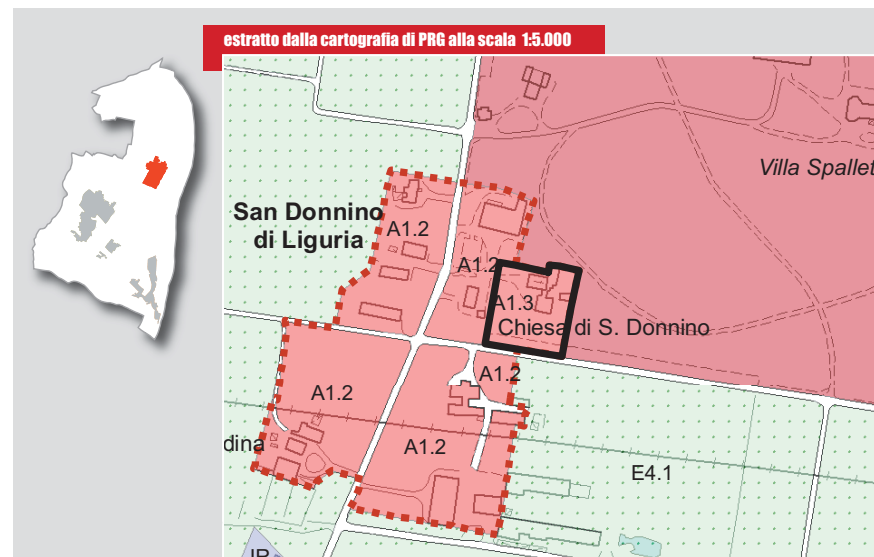 estratto dalla cartografia di PRG alla scala 1:5.000
Villa Spallet
San Donnino
di Liguria
A1.2
A1.2
A1.3
Chiesa di S. Donnino
A1.2
A1.2
A1.2
dina
E4.1
IP